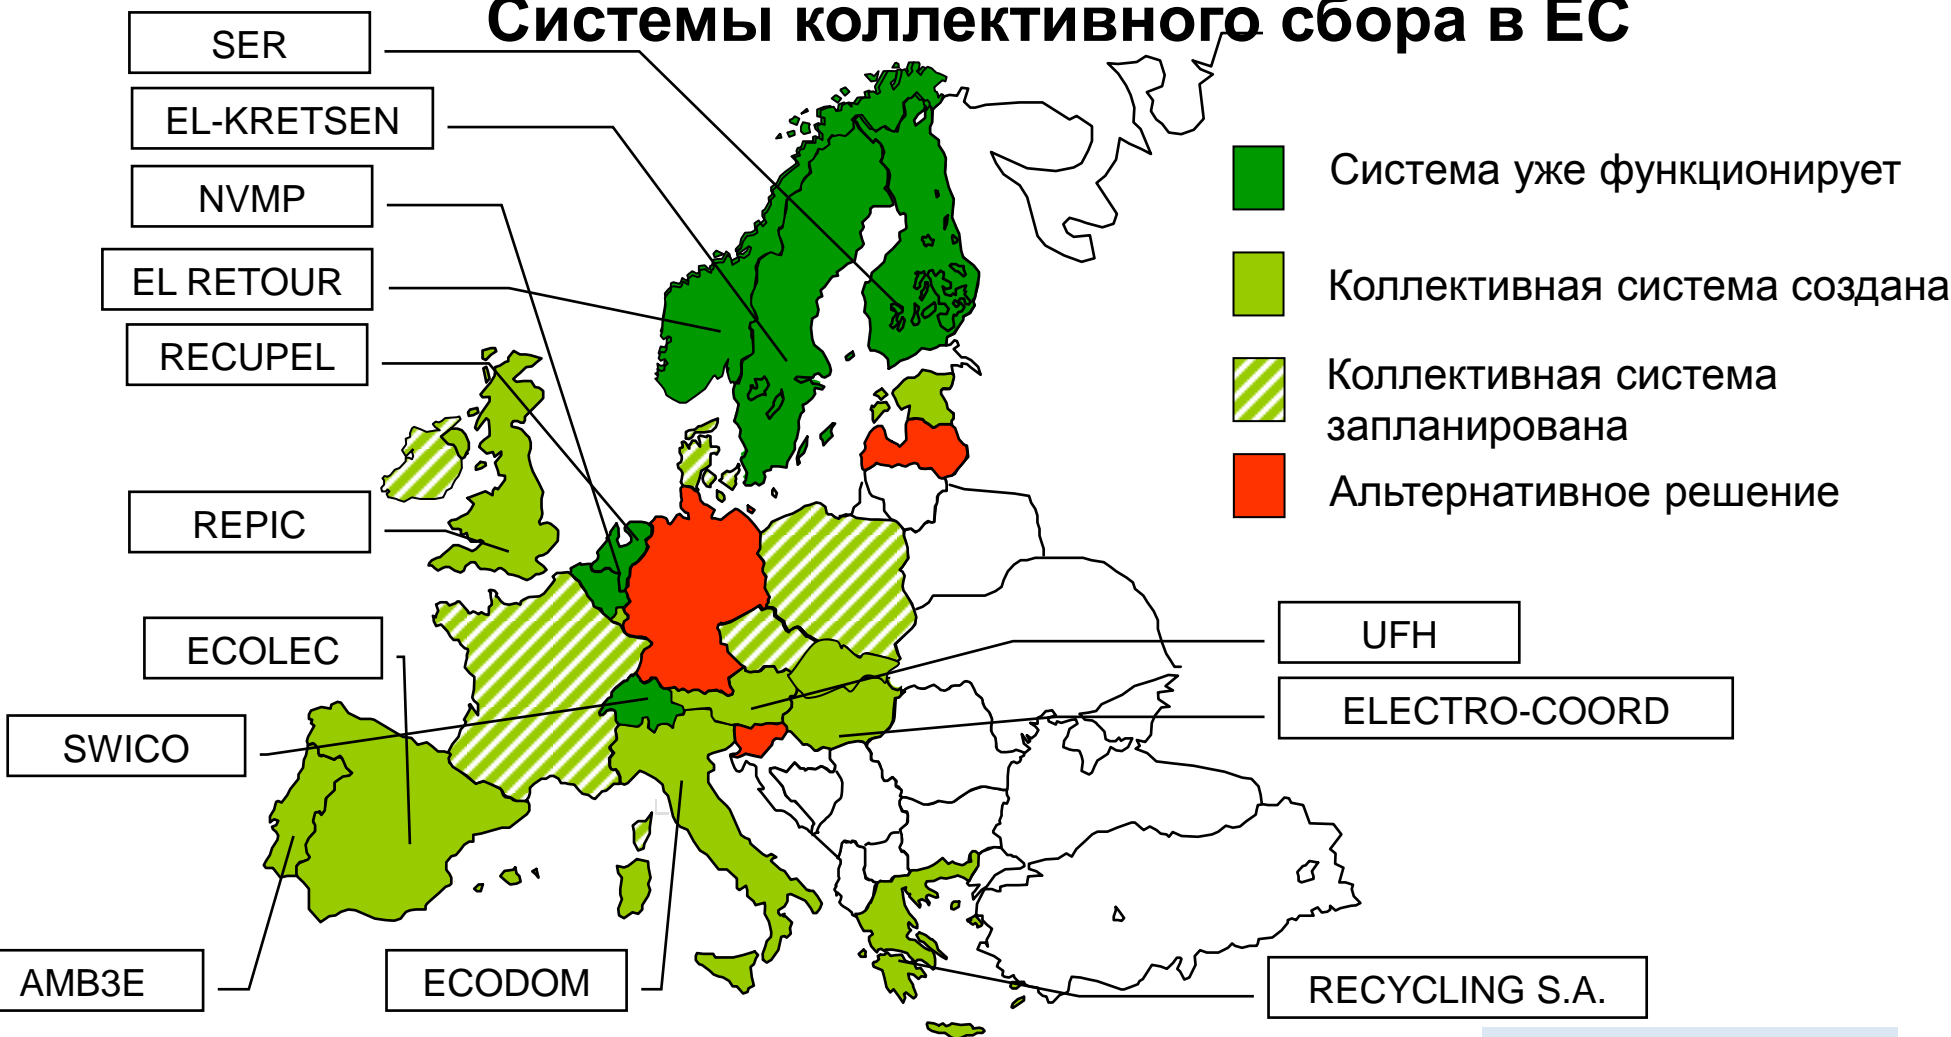 Системы коллективного сбора в ЕС
SER
EL-KRETSEN
NVMP
EL RETOUR
RECUPEL
REPIC
ECOLEC
SWICO
AMB3E
ECODOM
Система уже функционирует
Коллективная система создана
Коллективная система
запланирована
Альтернативное решение
UFH
ELECTRO-COORD
RECYCLING S.A.